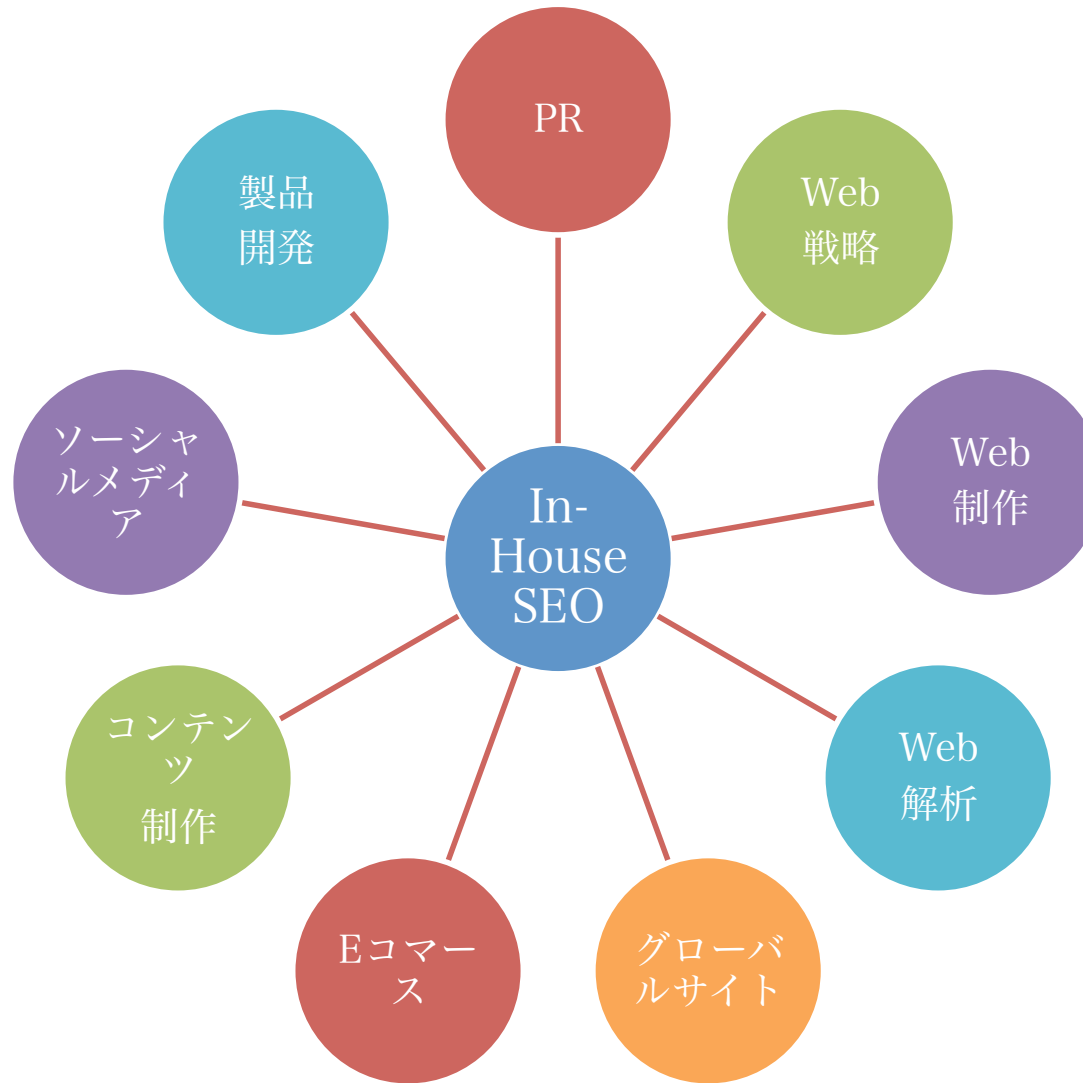 PR
Web
戦略
Web
制作
Web
解析
グローバ
ルサイト
Eコマー
ス
コンテン
ツ
制作
ソーシャ
ルメディ
ア
製品
開発
In-
House
SEO